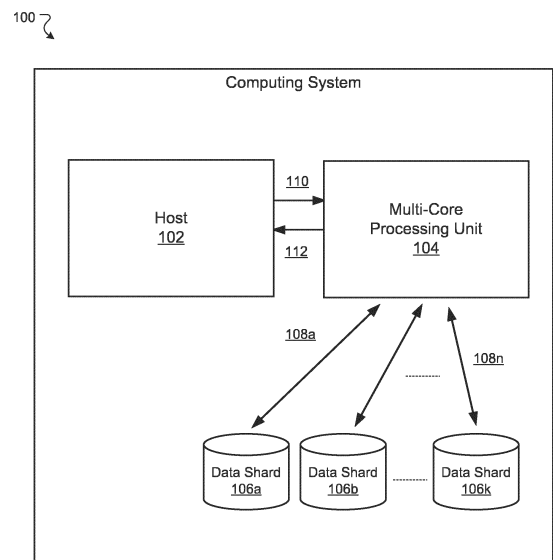 100
Computing System
110
Host
102
Multi-Core
Processing Unit
104
112
108a
108n
Data Shard
106a
Data Shard
106b
Data Shard
106k